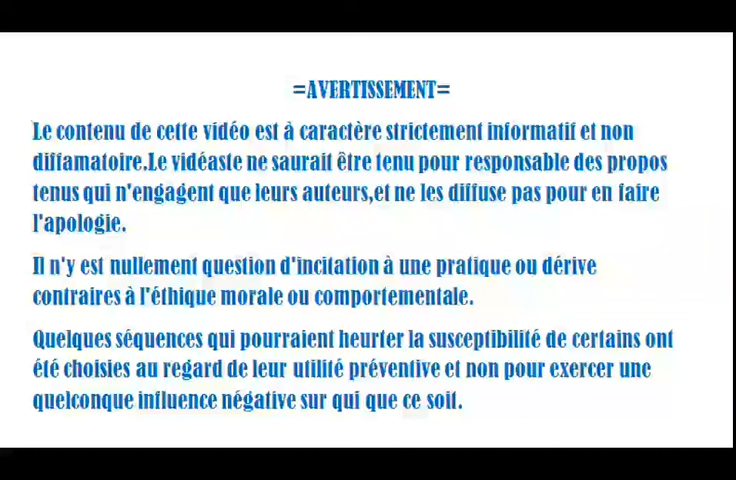 =AVERTISSEMENT=
Le contenu de cette vidéo est à caractère strictement informatif et non
diffamatoire.Le vidéaste ne saurait être tenu pour responsable des propos
tenus qui n'engagent que leurs auteurs,et ne les diffuse pas pour en faire
l'apologie.
Il n'y est nullement question d'incitation à une pratique ou dérive
contraires à l'éthique morale ou comportementale.
Quelques séquences qui pourraient heurter la susceptibilité de certains ont
été choisies au regard de leur utilité préventive et non pour exercer une
quelconque influence négative sur qui que ce soit.